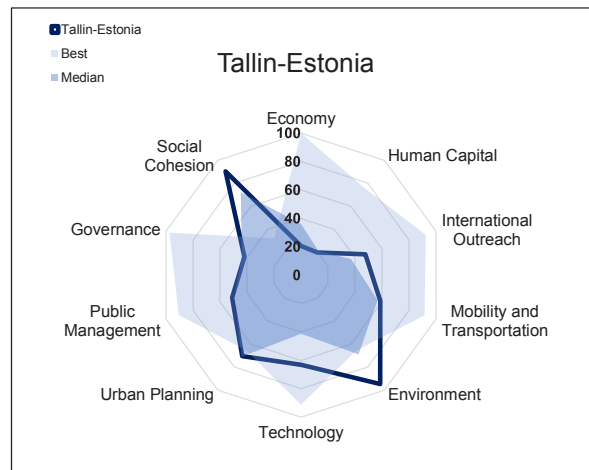 Tallin-Estonia
Best
Median
Tallin-Estonia
Economy
Human Capital
International
Outreach
Mobility and
Transportation
Environment
Technology
Urban Planning
Public
Management
Governance
Social
Cohesion
100
80
60
40
20
0